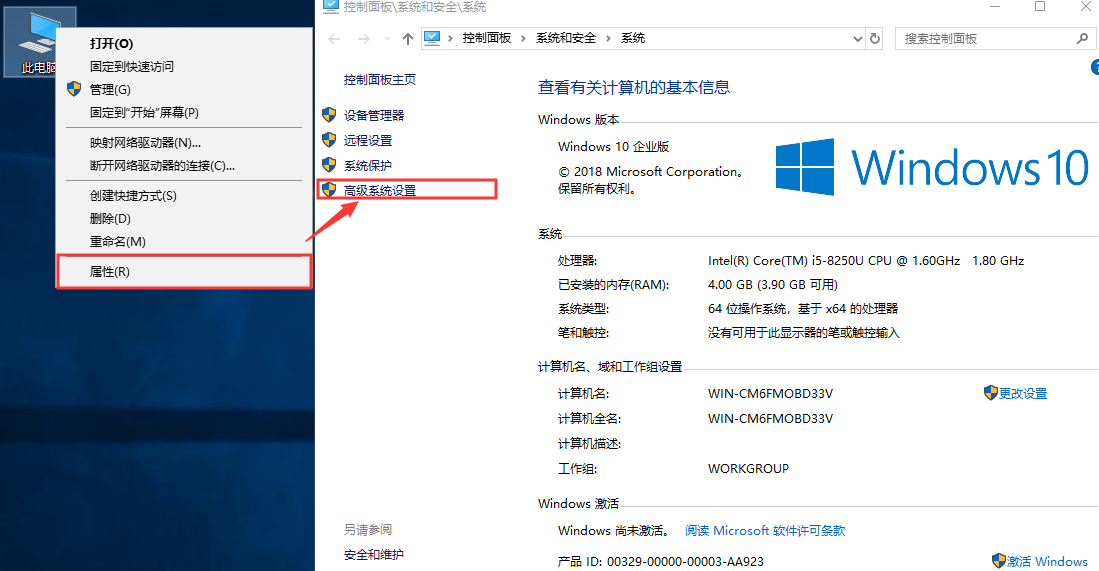 此电脑
打开(O)
固定到快速访问
管理(G)
固定到"开始"屏幕(P)
映射网络驱动器(N)...
断开网络驱动器的连接(C)...
创建快捷方式(S)
删除(D)
重命名(M)
属性(R)
控制面板\系统和安全\系统
控制面板 系统和安全 系统
搜索控制面板
控制面板主页
设备管理器
远程设置
系统保护
高级系统设置
另请参阅
安全和维护
查看有关计算机的基本信息
Windows 版本
Windows 10 企业版
© 2018 Microsoft Corporation。
保留所有权利。
Windows 10
系统
处理器: Intel(R) Core(TM) i5-8250U CPU @ 1.60GHz 1.80 GHz
已安装的内存(RAM): 4.00 GB (3.90 GB 可用)
系统类型: 64 位操作系统，基于 x64 的处理器
笔和触控: 没有可用于此显示器的笔或触控输入
计算机名、域和工作组设置
计算机名: WIN-CM6FMOBD33V 更改设置
计算机全名: WIN-CM6FMOBD33V
计算机描述:
工作组: WORKGROUP
Windows 激活
Windows 尚未激活。 阅读 Microsoft 软件许可条款
产品 ID: 00329-00000-00003-AA923 激活 Windows